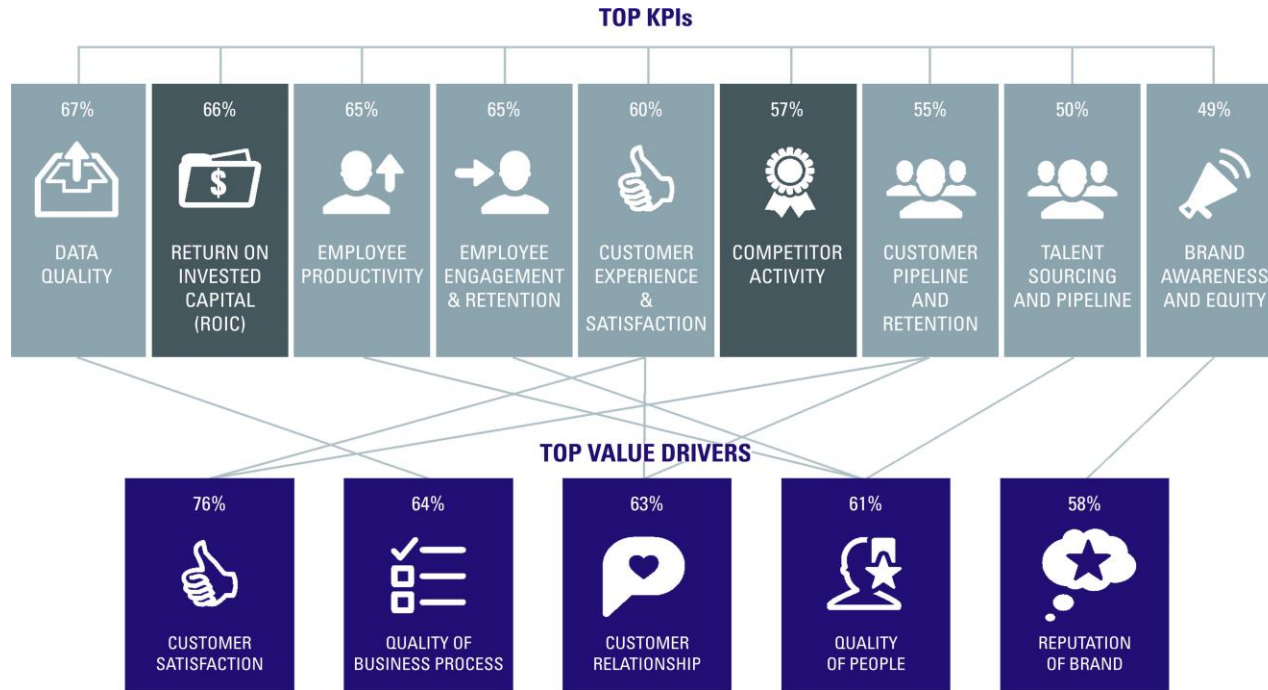 TOP KPIs
67%
DATA
QUALITY
66%
$
RETURN ON
INVESTED
CAPITAL
(ROIC)
65%
EMPLOYEE
PRODUCTIVITY
65%
EMPLOYEE
ENGAGEMENT
& RETENTION
60%
CUSTOMER
EXPERIENCE
&
SATISFACTION
57%
COMPETITOR
ACTIVITY
55%
CUSTOMER
PIPELINE
AND
RETENTION
50%
TALENT
SOURCING
AND PIPELINE
49%
BRAND
AWARENESS
AND EQUITY
TOP VALUE DRIVERS
76%
CUSTOMER
SATISFACTION
64%
QUALITY OF
BUSINESS PROCESS
63%
CUSTOMER
RELATIONSHIP
61%
QUALITY
OF PEOPLE
58%
REPUTATION
OF BRAND